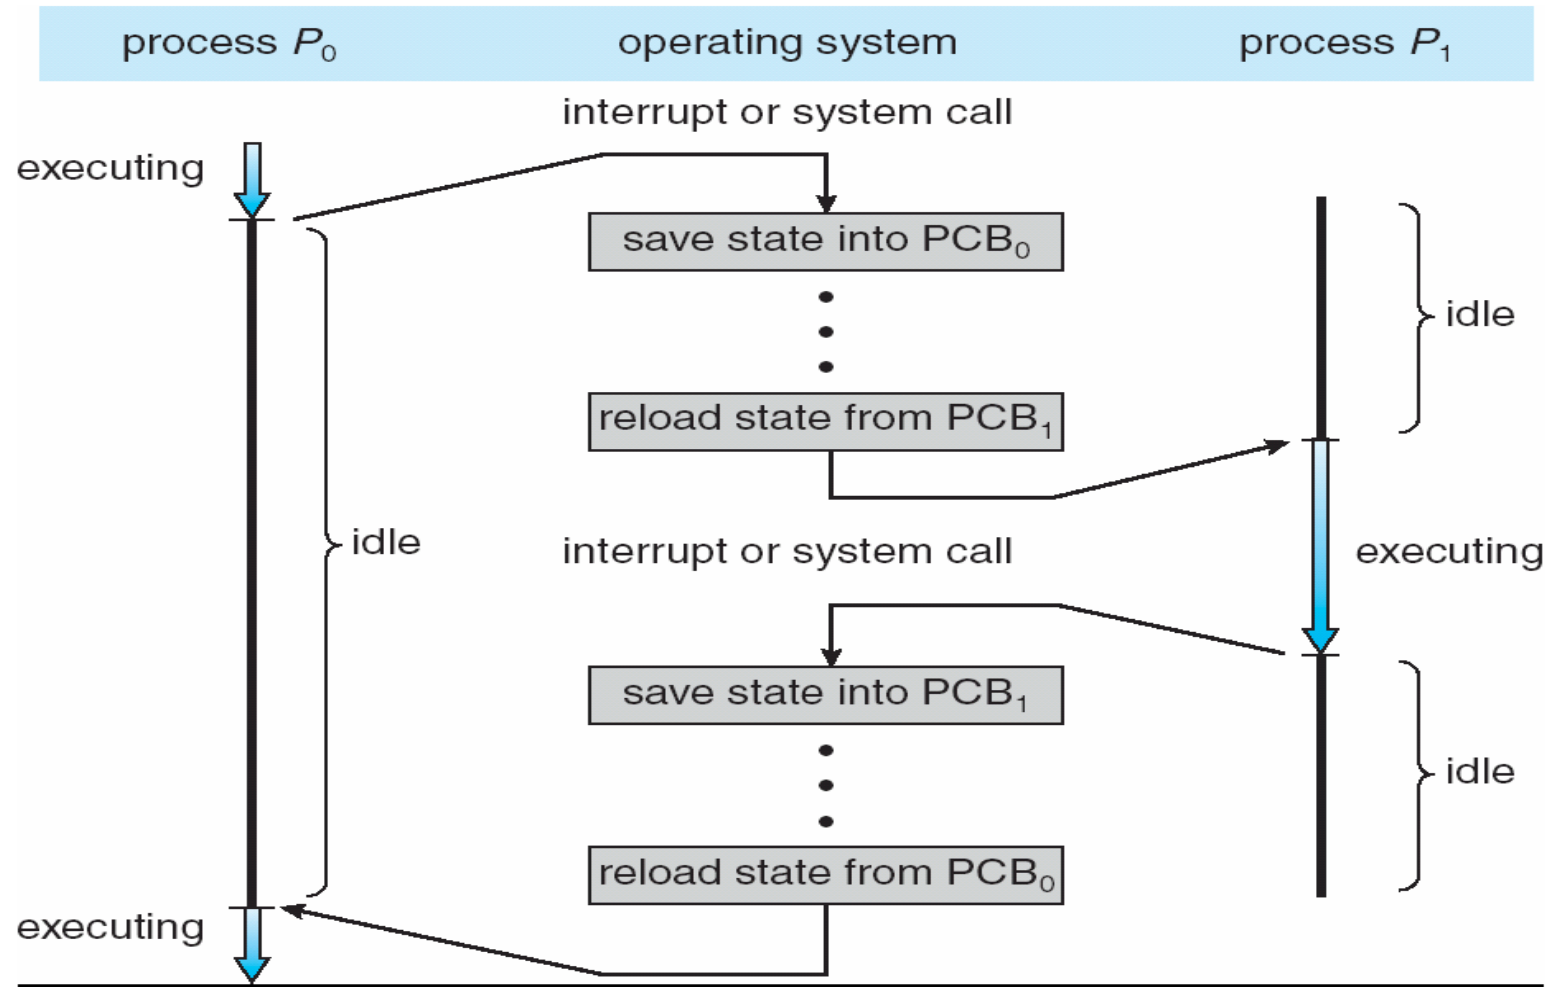 process P₀ operating system process P₁
interrupt or system call
executing
save state into PCB₀
idle
reload state from PCB₁
idle
interrupt or system call
executing
save state into PCB₁
idle
reload state from PCB₀
executing